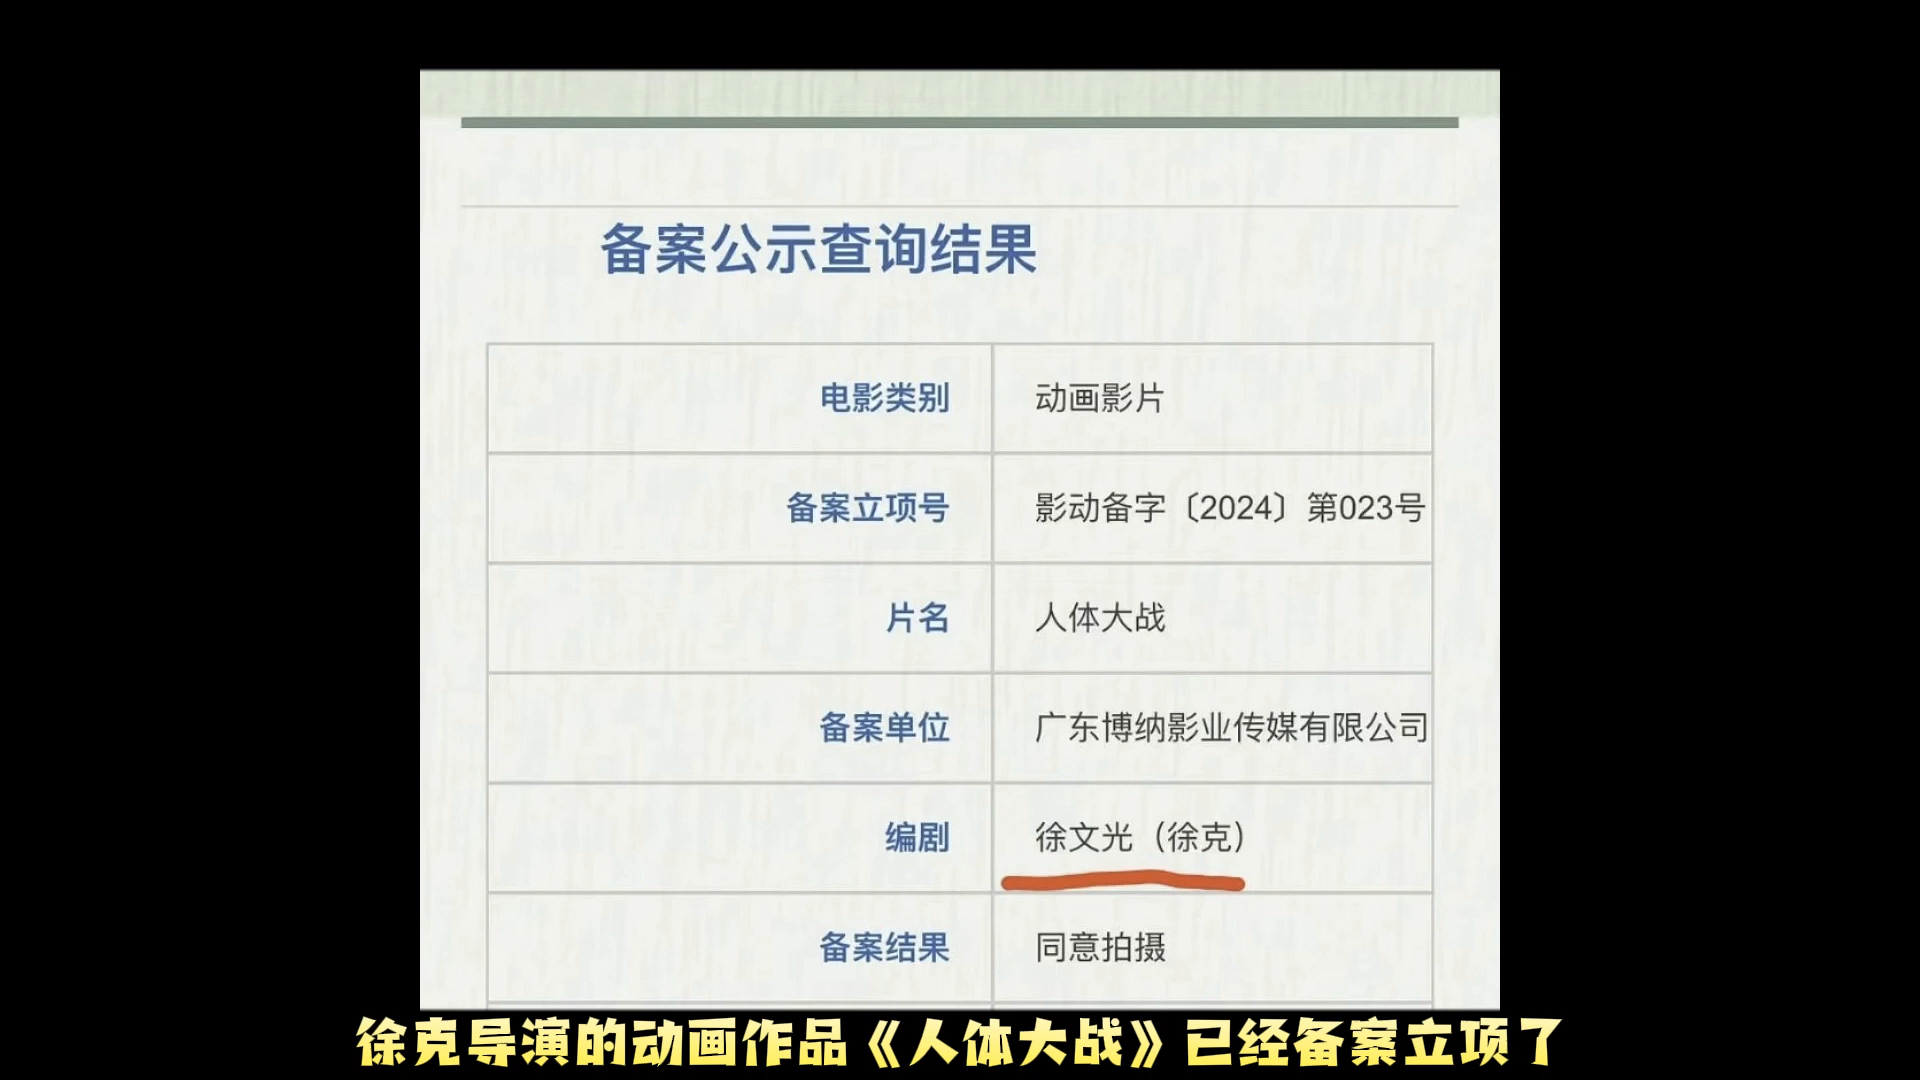 备案公示查询结果
电影类别 动画影片
备案立项号 影动备字〔2024〕第023号
片名 人体大战
备案单位 广东博纳影业传媒有限公司
编剧 徐文光（徐克）
备案结果 同意拍摄
徐克导演的动画作品《人体大战》已经备案立项了